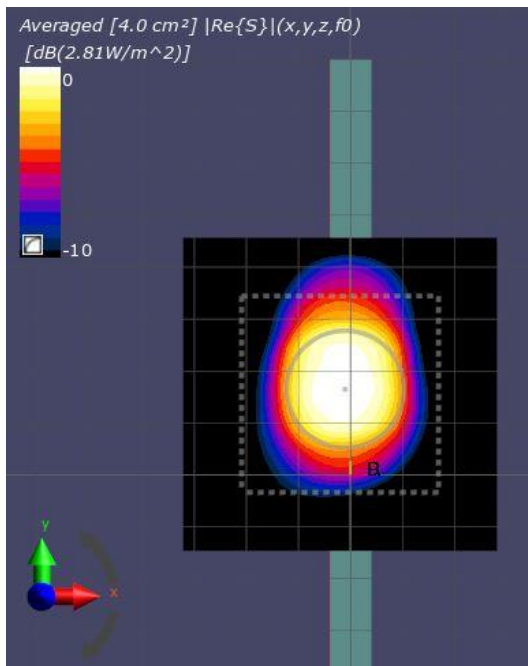 Averaged [4.0 cm²] |Re{S}|(x,y,z,f0)
[dB(2.81W/m^2)]
0
-10
y
x